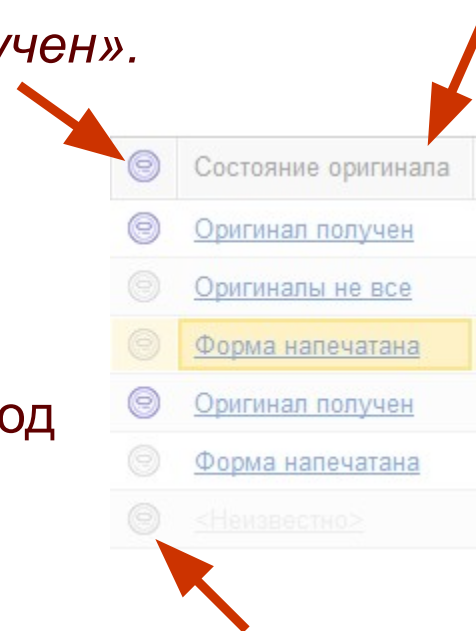 учен».
Состояние оригинала
Оригинал получен
Оригиналы не все
Форма напечатана
Оригинал получен
од
Форма напечатана
<Неизвестно>